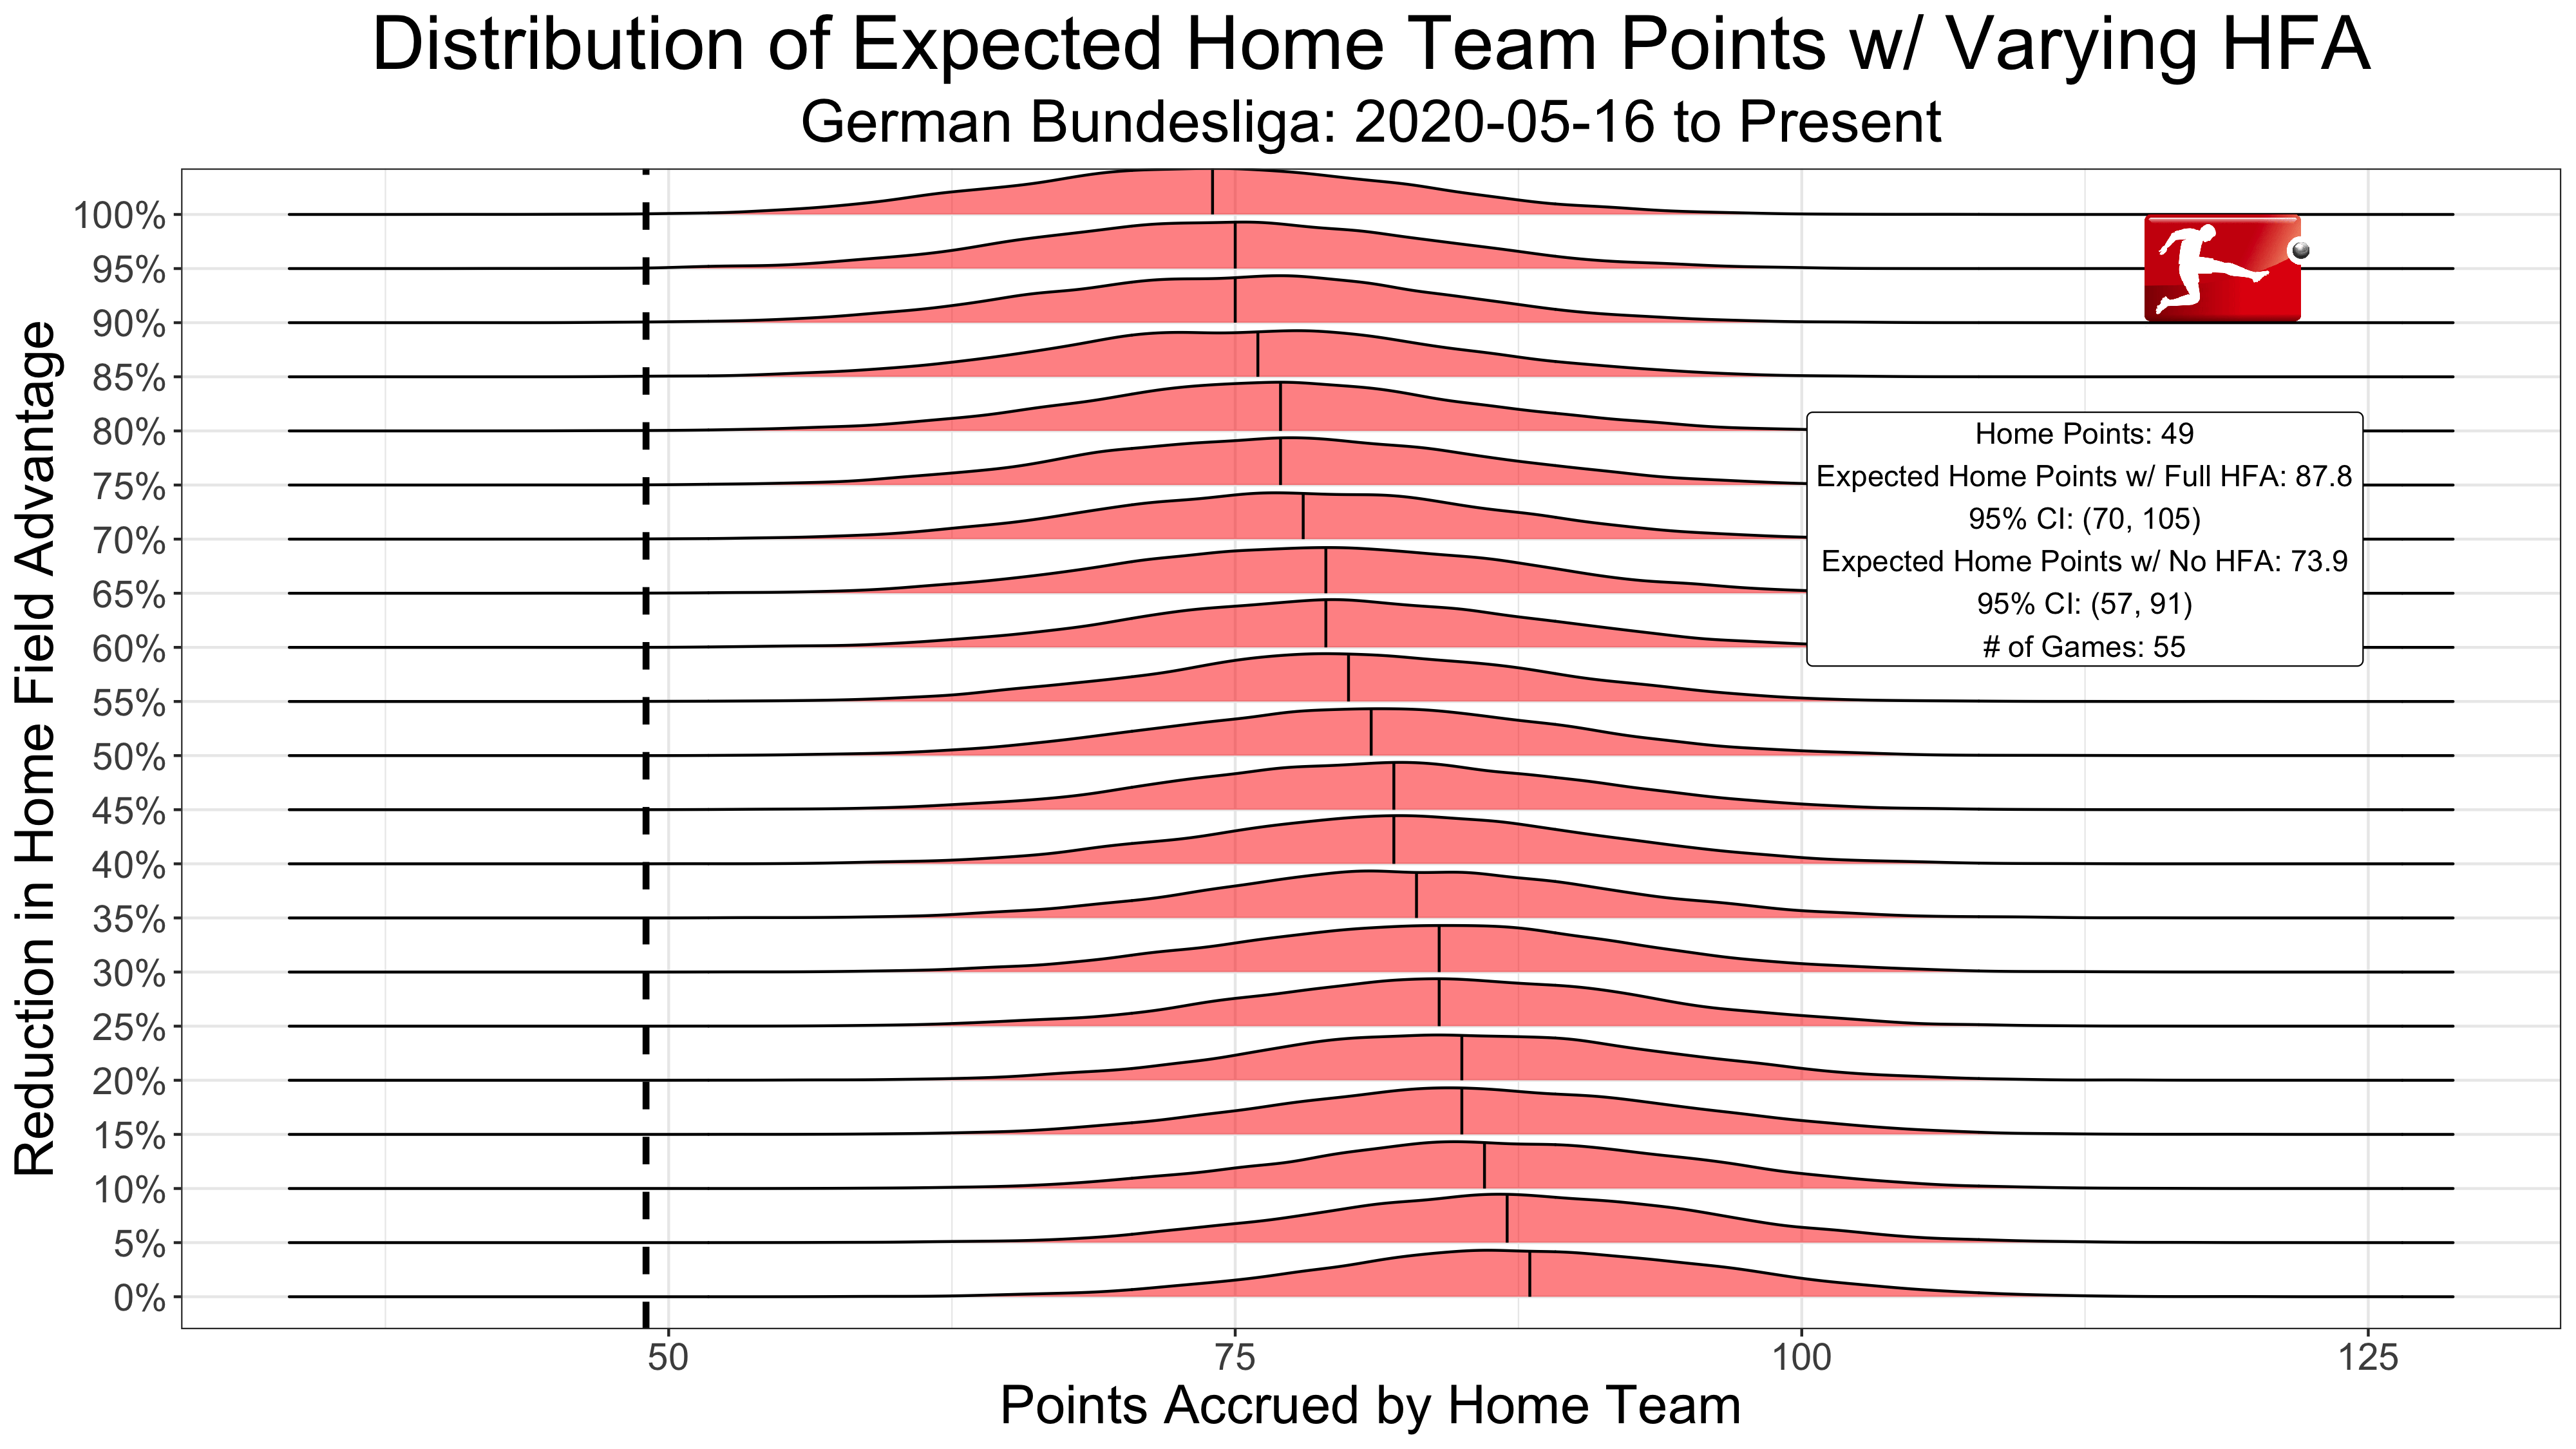 Distribution of Expected Home Team Points w/ Varying HFA
German Bundesliga: 2020-05-16 to Present
Reduction in Home Field Advantage
100%
95%
90%
85%
80%
75%
70%
65%
60%
55%
50%
45%
40%
35%
30%
25%
20%
15%
10%
5%
0%
Home Points: 49
Expected Home Points w/ Full HFA: 87.8
95% CI: (70, 105)
Expected Home Points w/ No HFA: 73.9
95% CI: (57, 91)
# of Games: 55
50 75 100 125
Points Accrued by Home Team